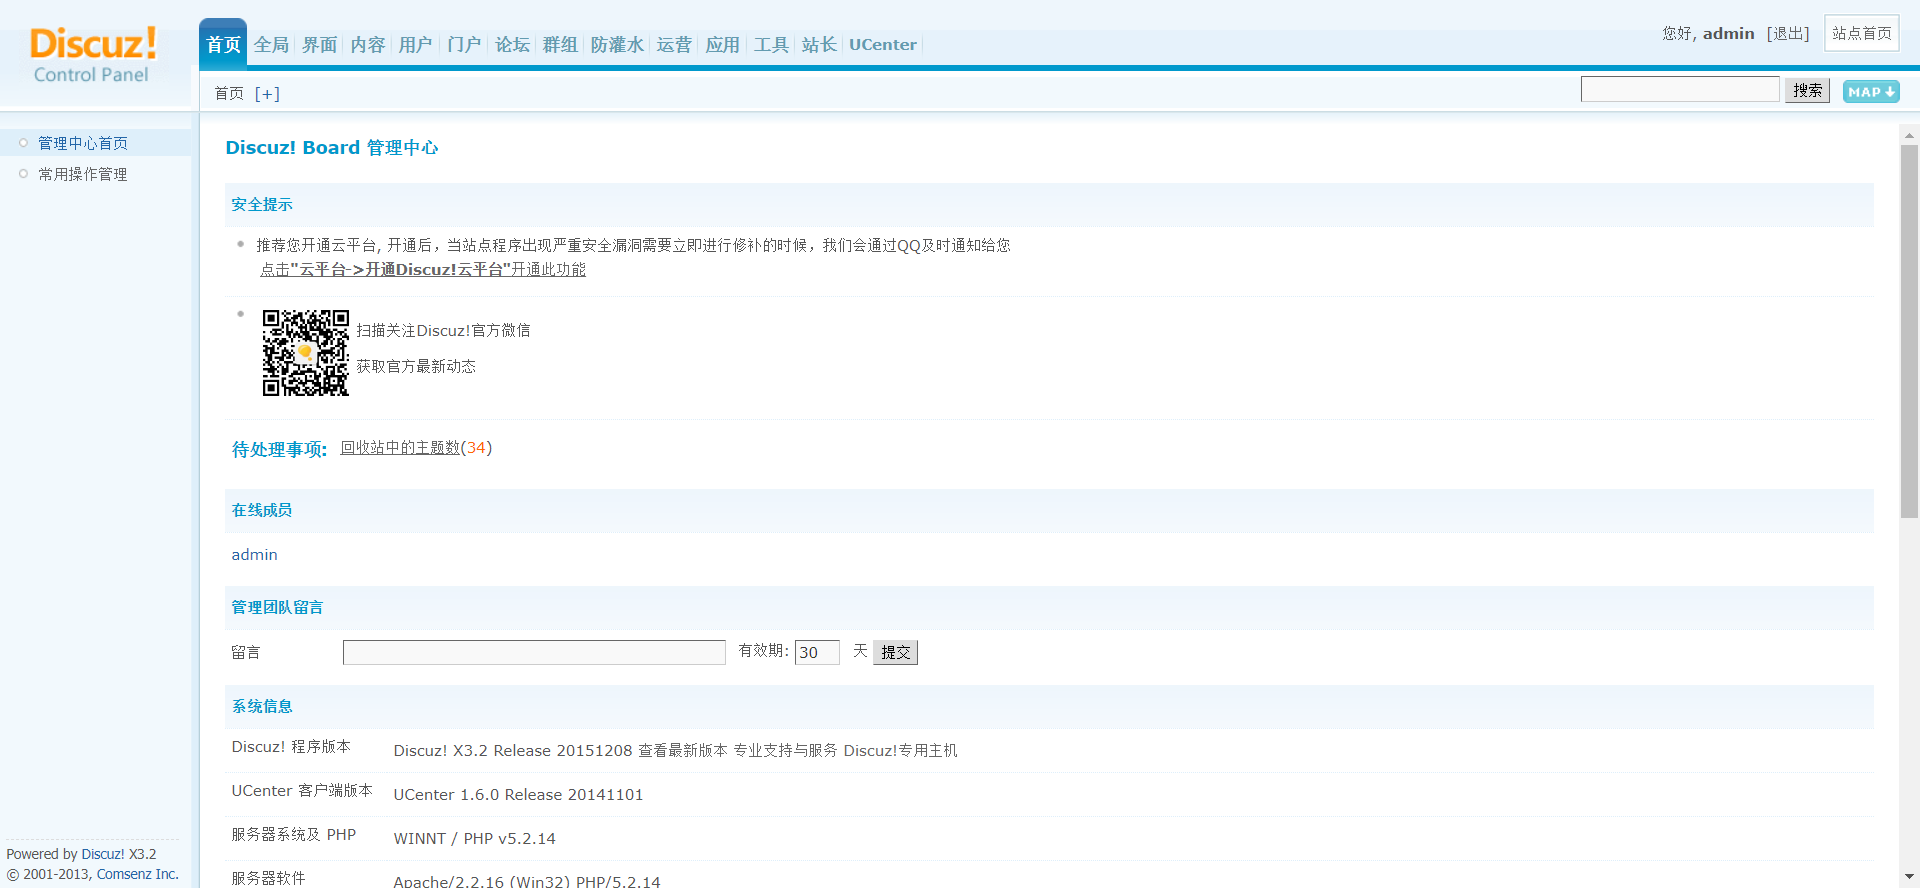 Discuz!
Control Panel
首页 全局 界面 内容 用户 门户 论坛 群组 防灌水 运营 应用 工具 站长 UCenter
您好, admin [退出] 站点首页
首页 [+]
搜索 MAP
管理中心首页
常用操作管理
Discuz! Board 管理中心
安全提示
推荐您开通云平台, 开通后，当站点程序出现严重安全漏洞需要立即进行修补的时候，我们会通过QQ及时通知给您
点击"云平台->开通Discuz!云平台"开通此功能
扫描关注Discuz!官方微信
获取官方最新动态
待处理事项: 回收站中的主题数(34)
在线成员
admin
管理团队留言
留言 有效期: 30 天 提交
系统信息
Discuz! 程序版本 Discuz! X3.2 Release 20151208 查看最新版本 专业支持与服务 Discuz!专用主机
UCenter 客户端版本 UCenter 1.6.0 Release 20141101
服务器系统及 PHP WINNT / PHP v5.2.14
服务器软件 Apache/2.2.16 (Win32) PHP/5.2.14
Powered by Discuz! X3.2
© 2001-2013, Comsenz Inc.